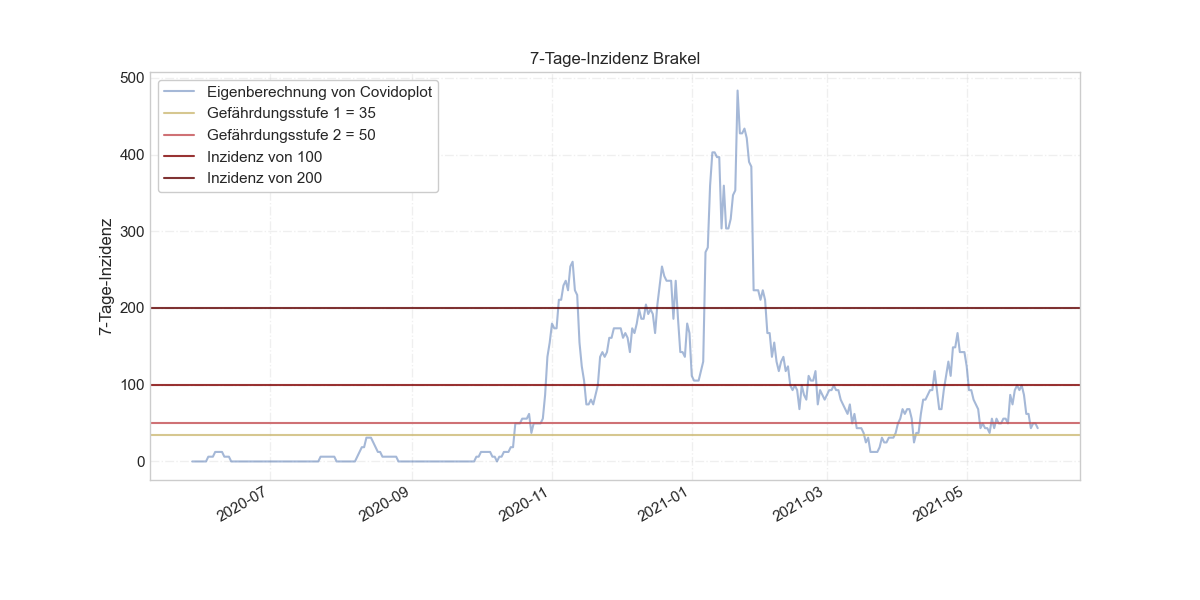 7-Tage-Inzidenz Brakel
7-Tage-Inzidenz
500
400
300
200
100
0
Eigenberechnung von Covidoplot
Gefährdungsstufe 1 = 35
Gefährdungsstufe 2 = 50
Inzidenz von 100
Inzidenz von 200
2020-07
2020-09
2020-11
2021-01
2021-03
2021-05